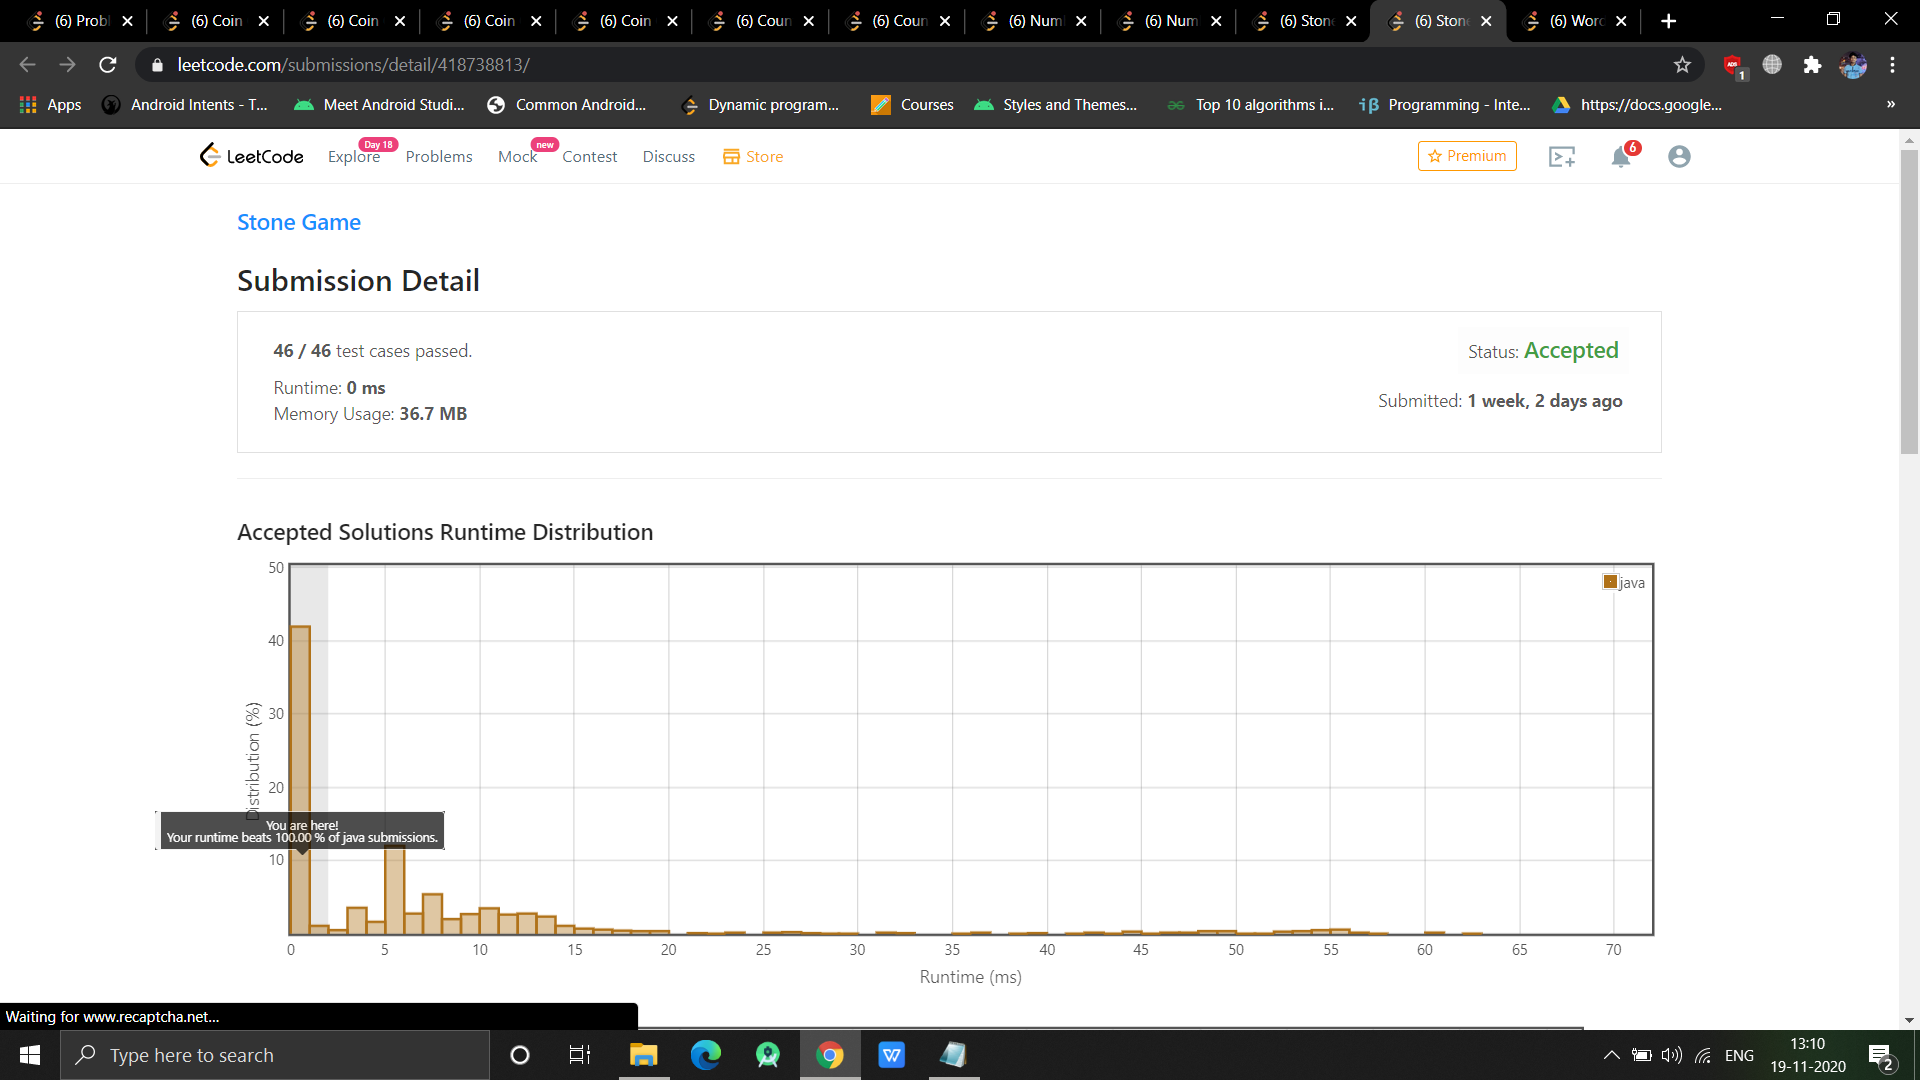 (6) Probl
(6) Coin
(6) Coin
(6) Coin
(6) Coin
(6) Coun
(6) Coun
(6) Num
(6) Num
(6) Ston
(6) Ston
(6) Word
leetcode.com/submissions/detail/418738813/
ADS
1
Apps
Android Intents - T...
Meet Android Studi...
Common Android...
Dynamic program...
Courses
Styles and Themes...
Top 10 algorithms i...
Programming - Inte...
https://docs.google...
»
LeetCode
Explore
Day 18
Problems
Mock
new
Contest
Discuss
Store
Premium
6
Stone Game
Submission Detail
46 / 46 test cases passed.
Status: Accepted
Runtime: 0 ms
Submitted: 1 week, 2 days ago
Memory Usage: 36.7 MB
Accepted Solutions Runtime Distribution
50
40
30
20
10
Distribution (%)
java
You are here!
Your runtime beats 100.00 % of java submissions.
0 5 10 15 20 25 30 35 40 45 50 55 60 65 70
Runtime (ms)
Waiting for www.recaptcha.net...
Type here to search
ENG
13:10
19-11-2020
2